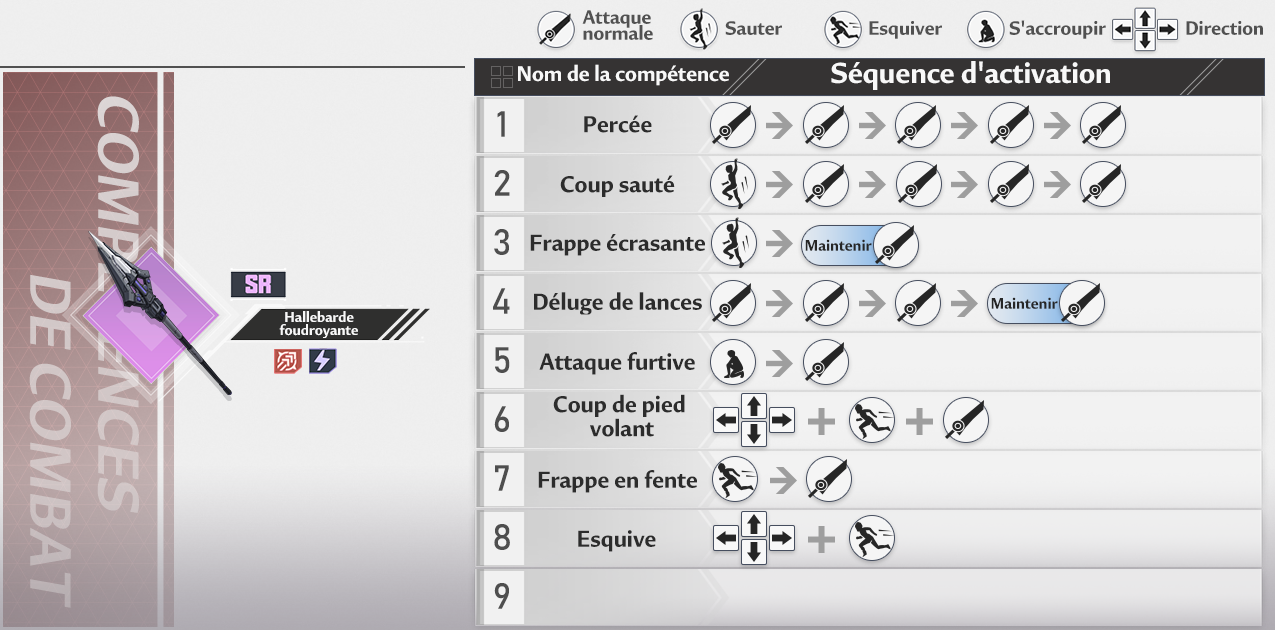 Attaque
normale
Sauter
Esquiver
S'accroupir
Direction
Nom de la compétence
Séquence d'activation
COMPÉTENCES
DE COMBAT
SR
Hallebarde
foudroyante
1 Percée
2 Coup sauté
3 Frappe écrasante Maintenir
4 Déluge de lances Maintenir
5 Attaque furtive
6 Coup de pied
volant
7 Frappe en fente
8 Esquive
9